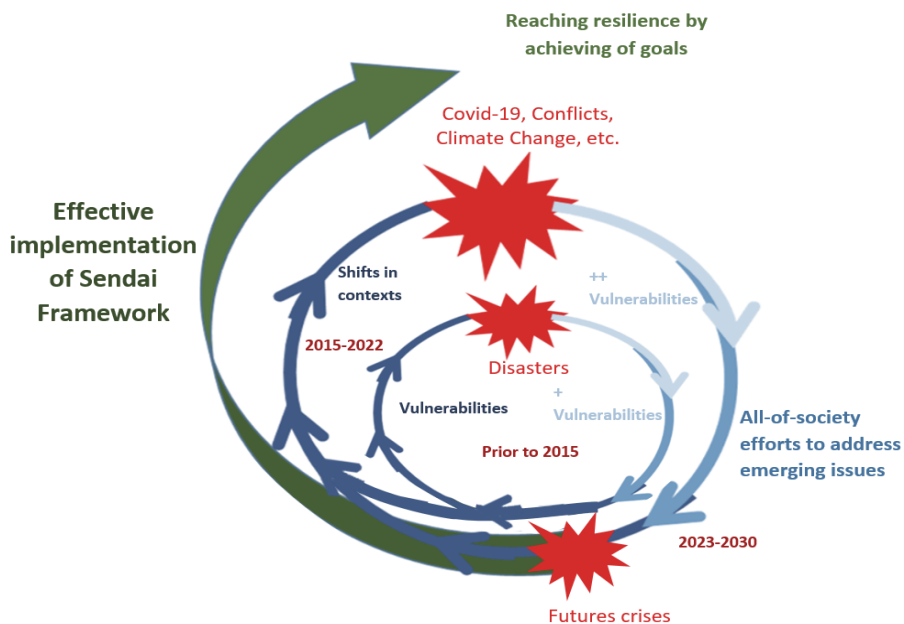 Reaching resilience by
achieving of goals
Covid-19, Conflicts,
Climate Change, etc.
Effective
implementation
of Sendai
Framework
Shifts in
contexts
++
Vulnerabilities
2015-2022
Disasters
+
Vulnerabilities
Vulnerabilities
Prior to 2015
All-of-society
efforts to address
emerging issues
2023-2030
Futures crises